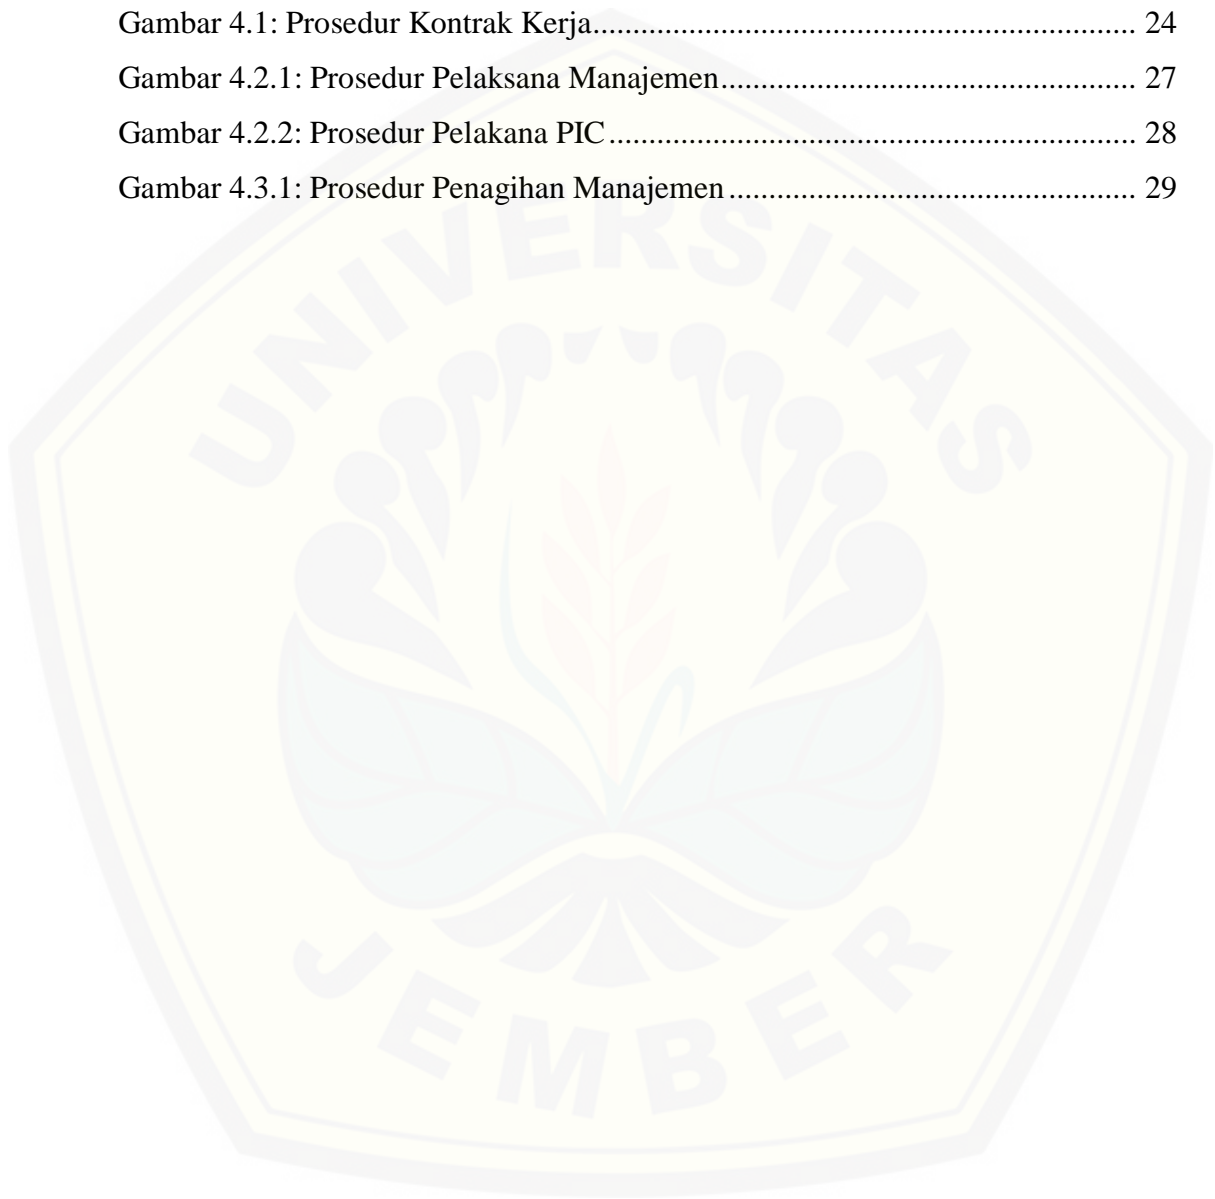 Gambar 4.1: Prosedur Kontrak Kerja.................................................................... 24
Gambar 4.2.1: Prosedur Pelaksana Manajemen.................................................... 27
Gambar 4.2.2: Prosedur Pelakana PIC.................................................................. 28
Gambar 4.3.1: Prosedur Penagihan Manajemen................................................... 29
UNIVERSITAS
JEMBER